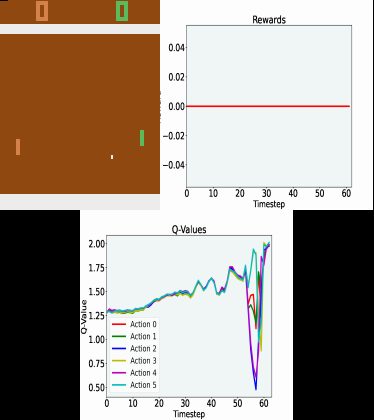 0 0
Rewards
0.04
0.02
0.00
−0.02
−0.04
0 10 20 30 40 50 60
Timestep
Q-Values
2.00
1.75
1.50
1.25
1.00
0.75
0.50
Q-Value
Action 0
Action 1
Action 2
Action 3
Action 4
Action 5
0 10 20 30 40 50 60
Timestep